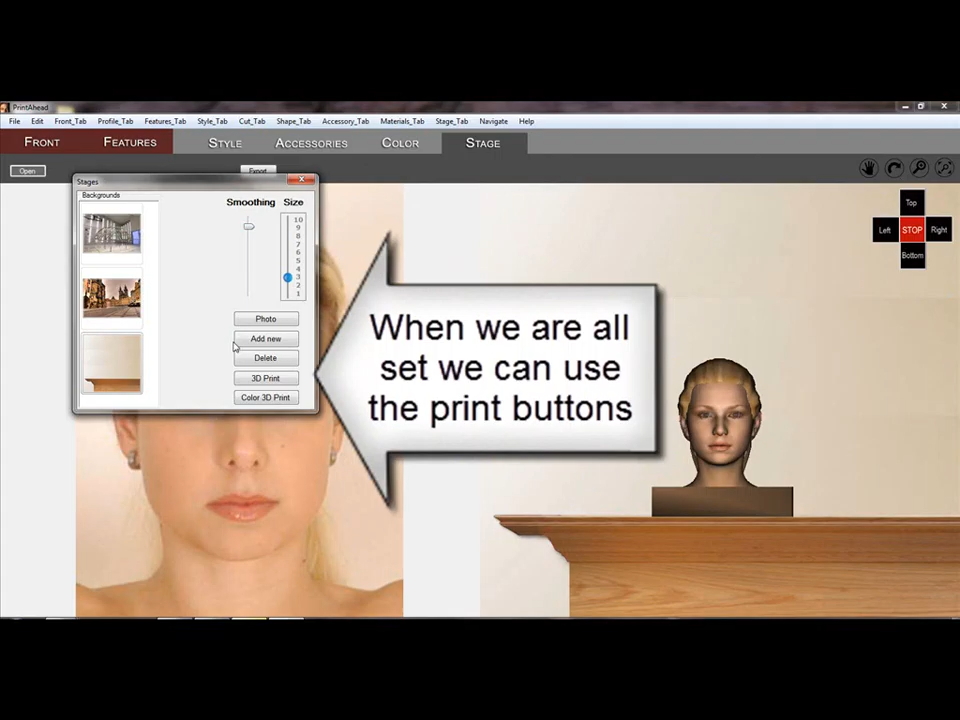 PrintAhead
File Edit Front_Tab Profile_Tab Features_Tab Style_Tab Cut_Tab Shape_Tab Accessory_Tab Materials_Tab Stage_Tab Navigate Help
FRONT FEATURES STYLE ACCESSORIES COLOR STAGE
Open Export
Stages
Backgrounds
Smoothing Size
10
9
8
7
6
5
4
3
2
1
Photo
Add new
Delete
3D Print
Color 3D Print
When we are all
set we can use
the print buttons
Top
Left STOP Right
Bottom